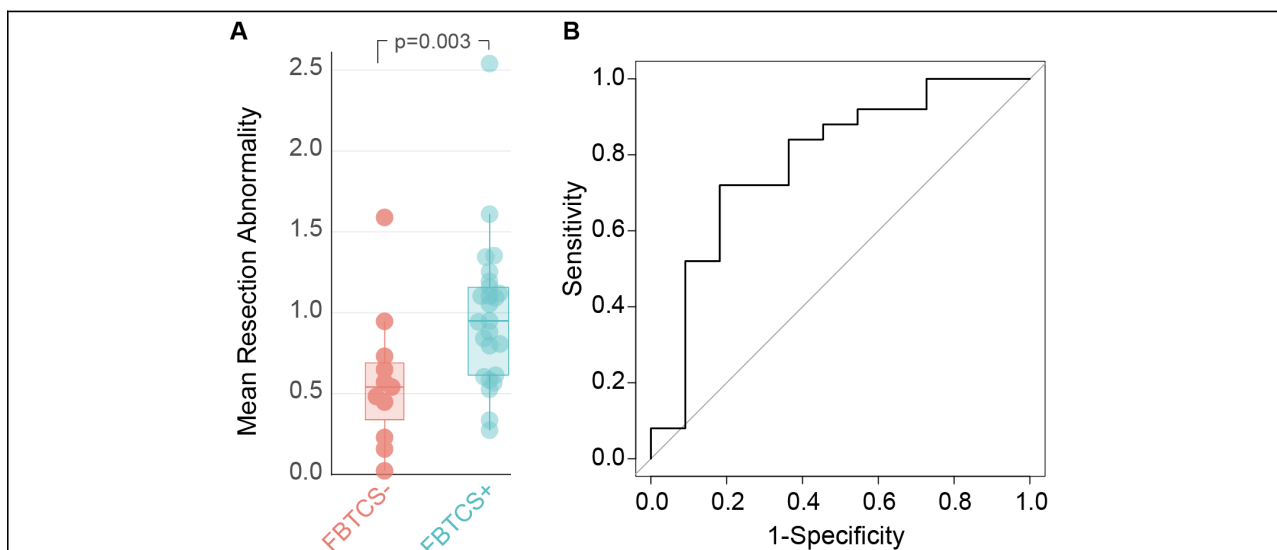 A
p=0.003
Mean Resection Abnormality
2.5
2.0
1.5
1.0
0.5
0.0
FBTCS-
FBTCS+
B
Sensitivity
1.0
0.8
0.6
0.4
0.2
0.0
0.0 0.2 0.4 0.6 0.8 1.0
1-Specificity